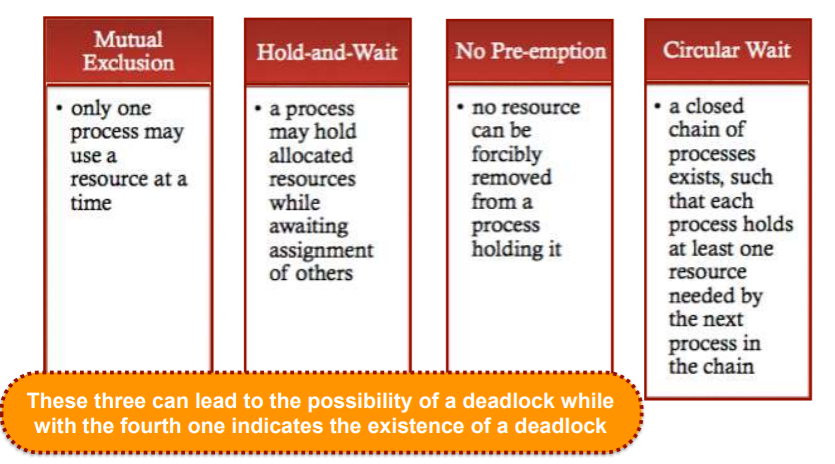 Mutual
Exclusion
• only one
process may
use a
resource at a
time
Hold-and-Wait
• a process
may hold
allocated
resources
while
awaiting
assignment
of others
No Pre-emption
• no resource
can be
forcibly
removed
from a
process
holding it
Circular Wait
• a closed
chain of
processes
exists, such
that each
process holds
at least one
resource
needed by
the next
process in
the chain
These three can lead to the possibility of a deadlock while
with the fourth one indicates the existence of a deadlock